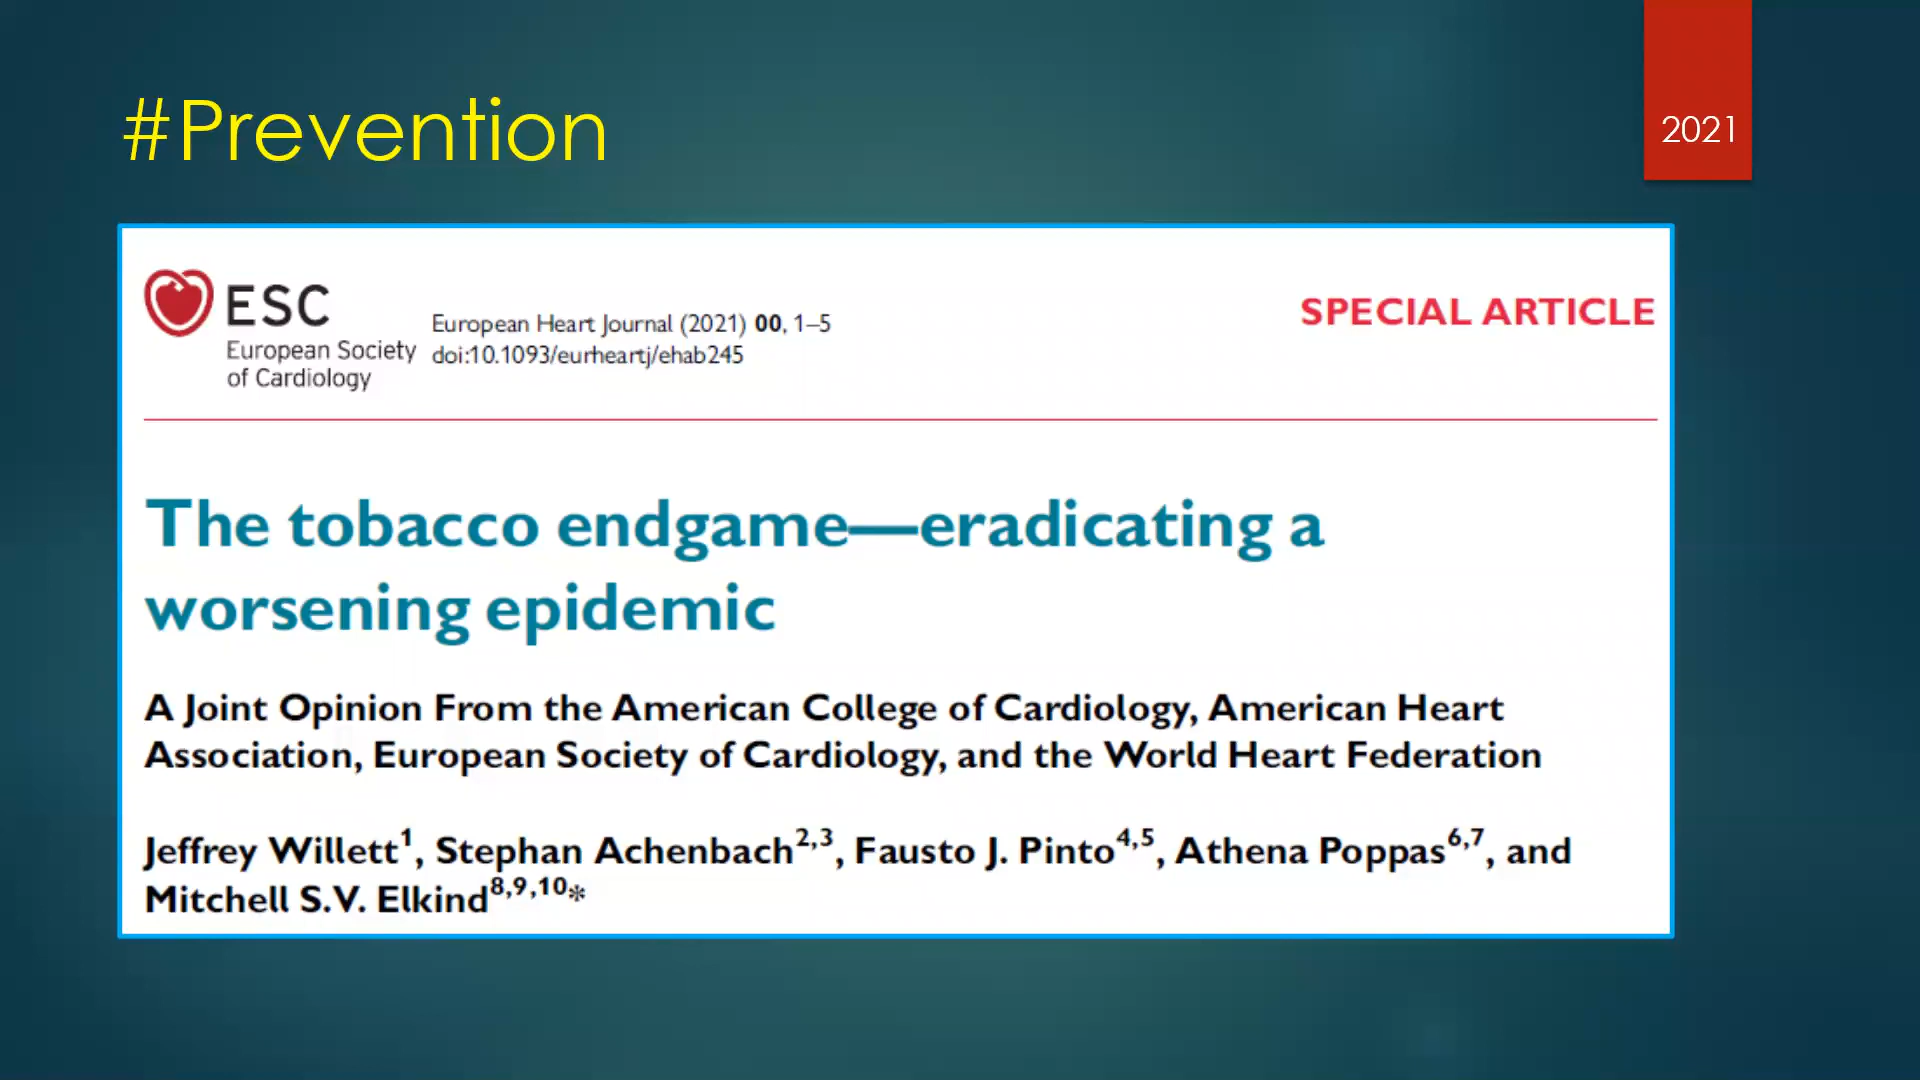 #Prevention
2021
ESC
European Society
of Cardiology
European Heart Journal (2021) 00, 1–5
doi:10.1093/eurheartj/ehab245
SPECIAL ARTICLE
The tobacco endgame—eradicating a
worsening epidemic
A Joint Opinion From the American College of Cardiology, American Heart
Association, European Society of Cardiology, and the World Heart Federation
Jeffrey Willett1, Stephan Achenbach2,3, Fausto J. Pinto4,5, Athena Poppas6,7, and
Mitchell S.V. Elkind8,9,10*